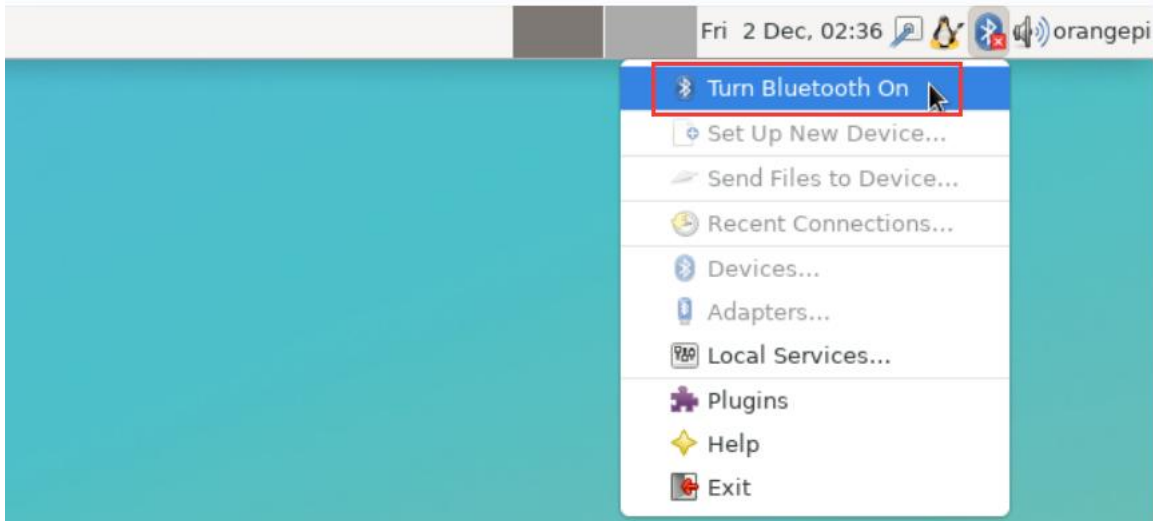 Fri 2 Dec, 02:36 orangepi
Turn Bluetooth On
Set Up New Device...
Send Files to Device...
Recent Connections...
Devices...
Adapters...
Local Services...
Plugins
Help
Exit